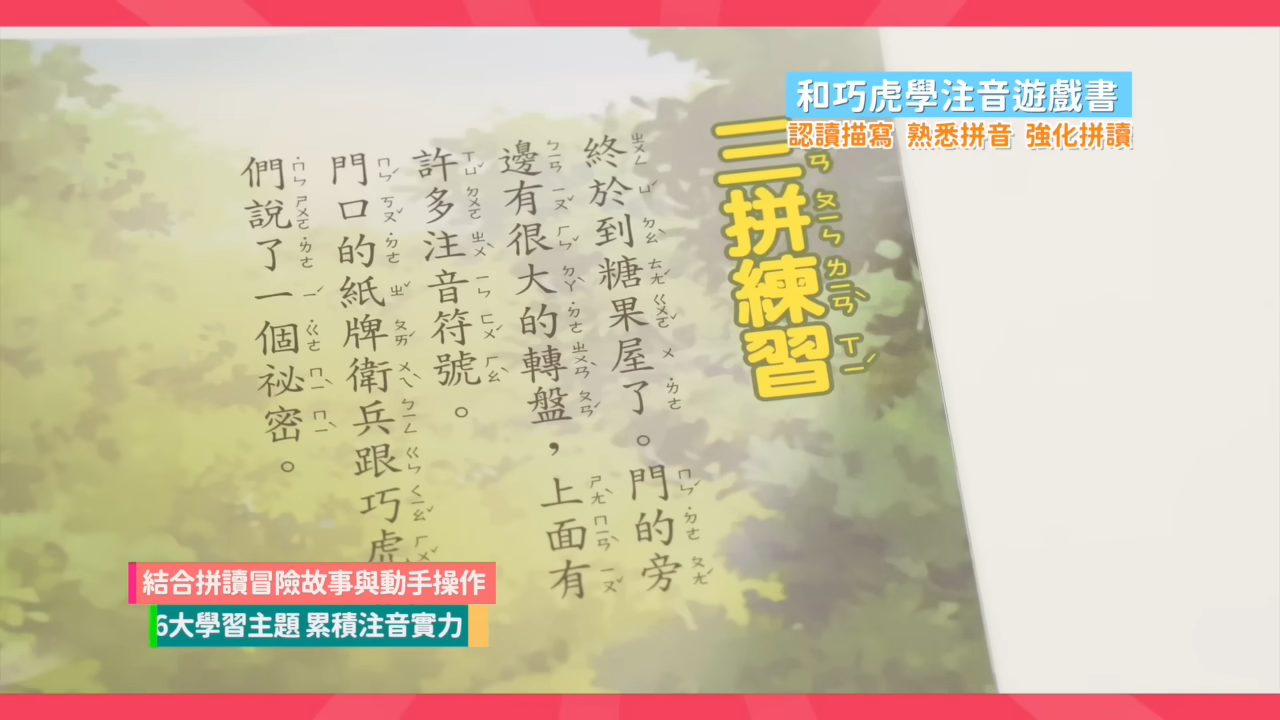 和巧虎學注音遊戲書
認讀描寫 熟悉拼音 強化拼讀
三拼練習
終於到糖果屋了。門的旁
邊有很大的轉盤，上面有
許多注音符號。
門口的紙牌衛兵跟巧虎
們說了一個祕密。
結合拼讀冒險故事與動手操作
6大學習主題 累積注音實力